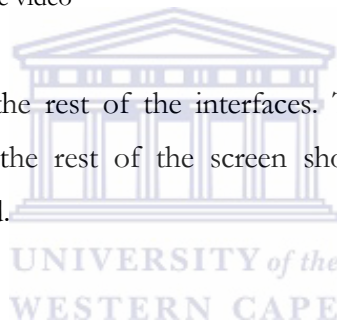 e video
the rest of the interfaces. T
the rest of the screen sho
l.
UNIVERSITY of the
WESTERN CAPE